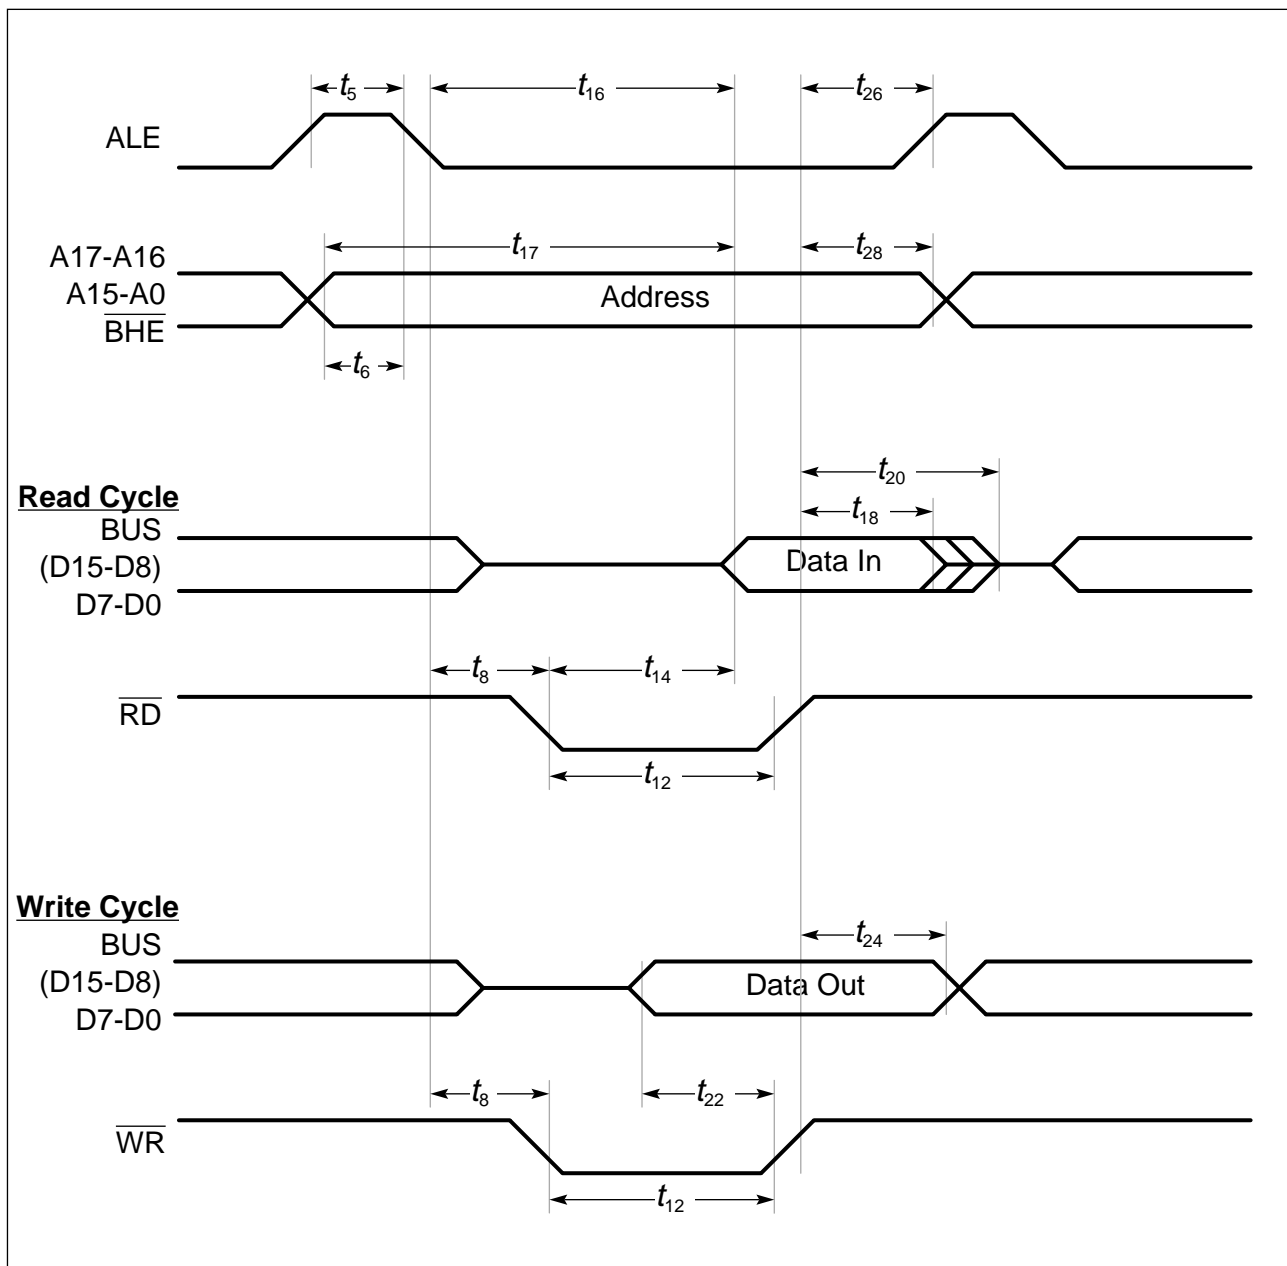 t5 t16 t26
ALE
t17 t28
A17-A16
A15-A0 Address
BHE
t6
t20
Read Cycle
t18
BUS
(D15-D8) Data In
D7-D0
t8 t14
RD
t12
Write Cycle
t24
BUS
(D15-D8) Data Out
D7-D0
t8 t22
WR
t12